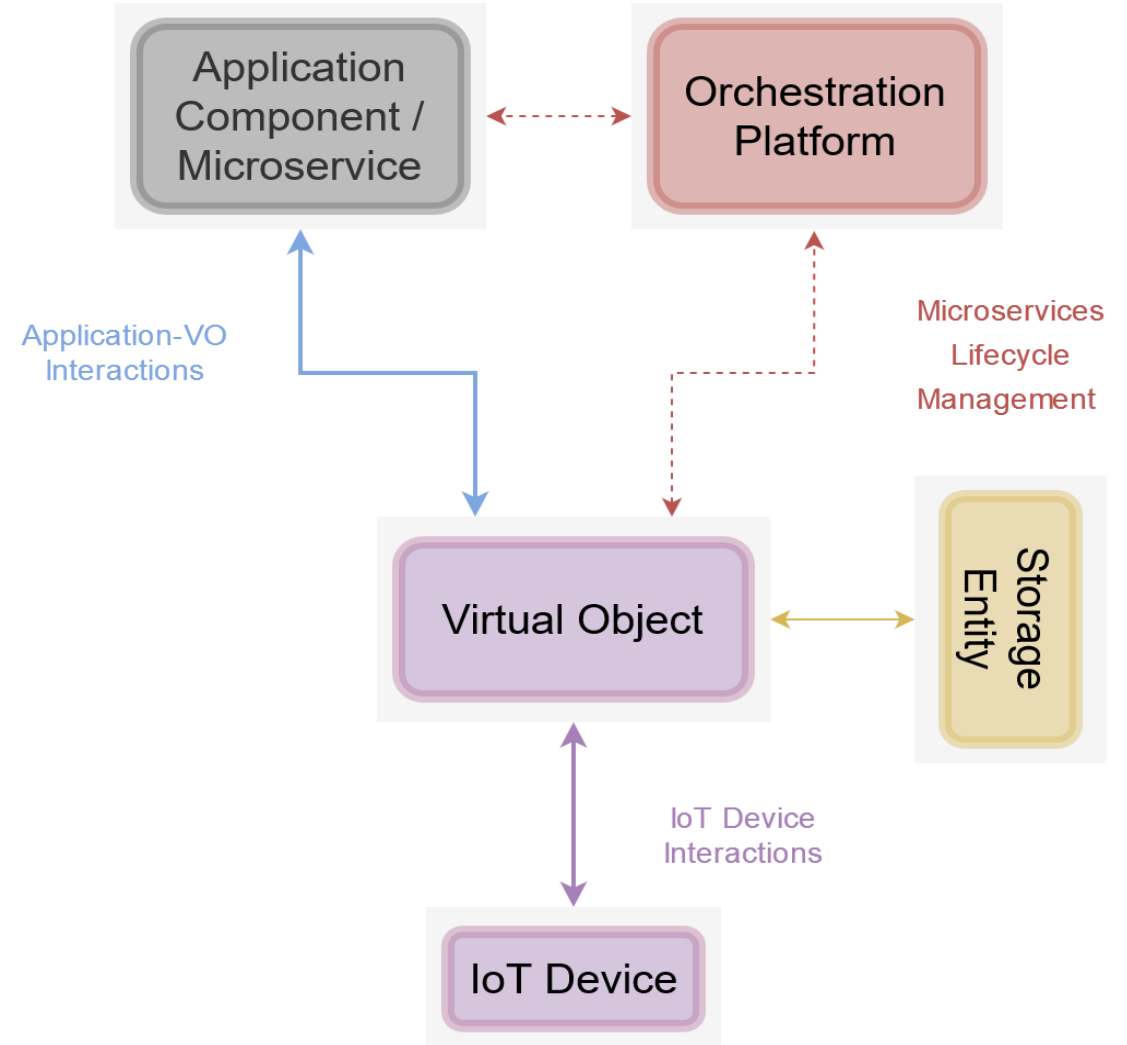 Application
Component /
Microservice
Orchestration
Platform
Application-VO
Interactions
Microservices
Lifecycle
Management
Virtual Object
Storage
Entity
IoT Device
Interactions
IoT Device